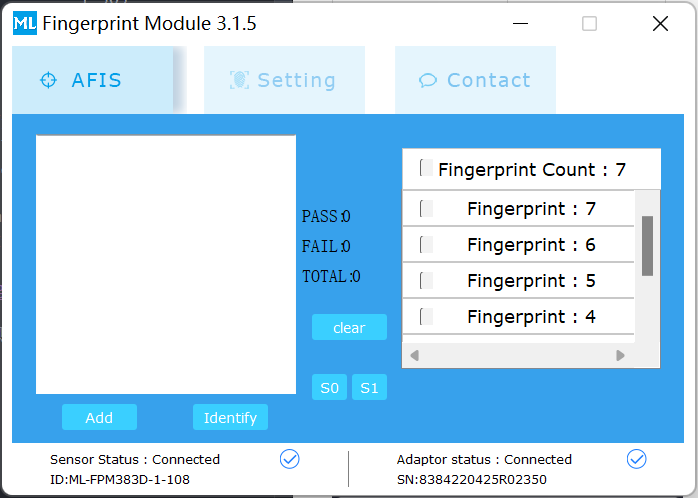 ML Fingerprint Module 3.1.5
AFIS
Setting
Contact
PASS:0
FAIL:0
TOTAL:0
clear
S0 S1
Add
Identify
Fingerprint Count : 7
Fingerprint : 7
Fingerprint : 6
Fingerprint : 5
Fingerprint : 4
Sensor Status : Connected
ID:ML-FPM383D-1-108
Adaptor status : Connected
SN:8384220425R02350